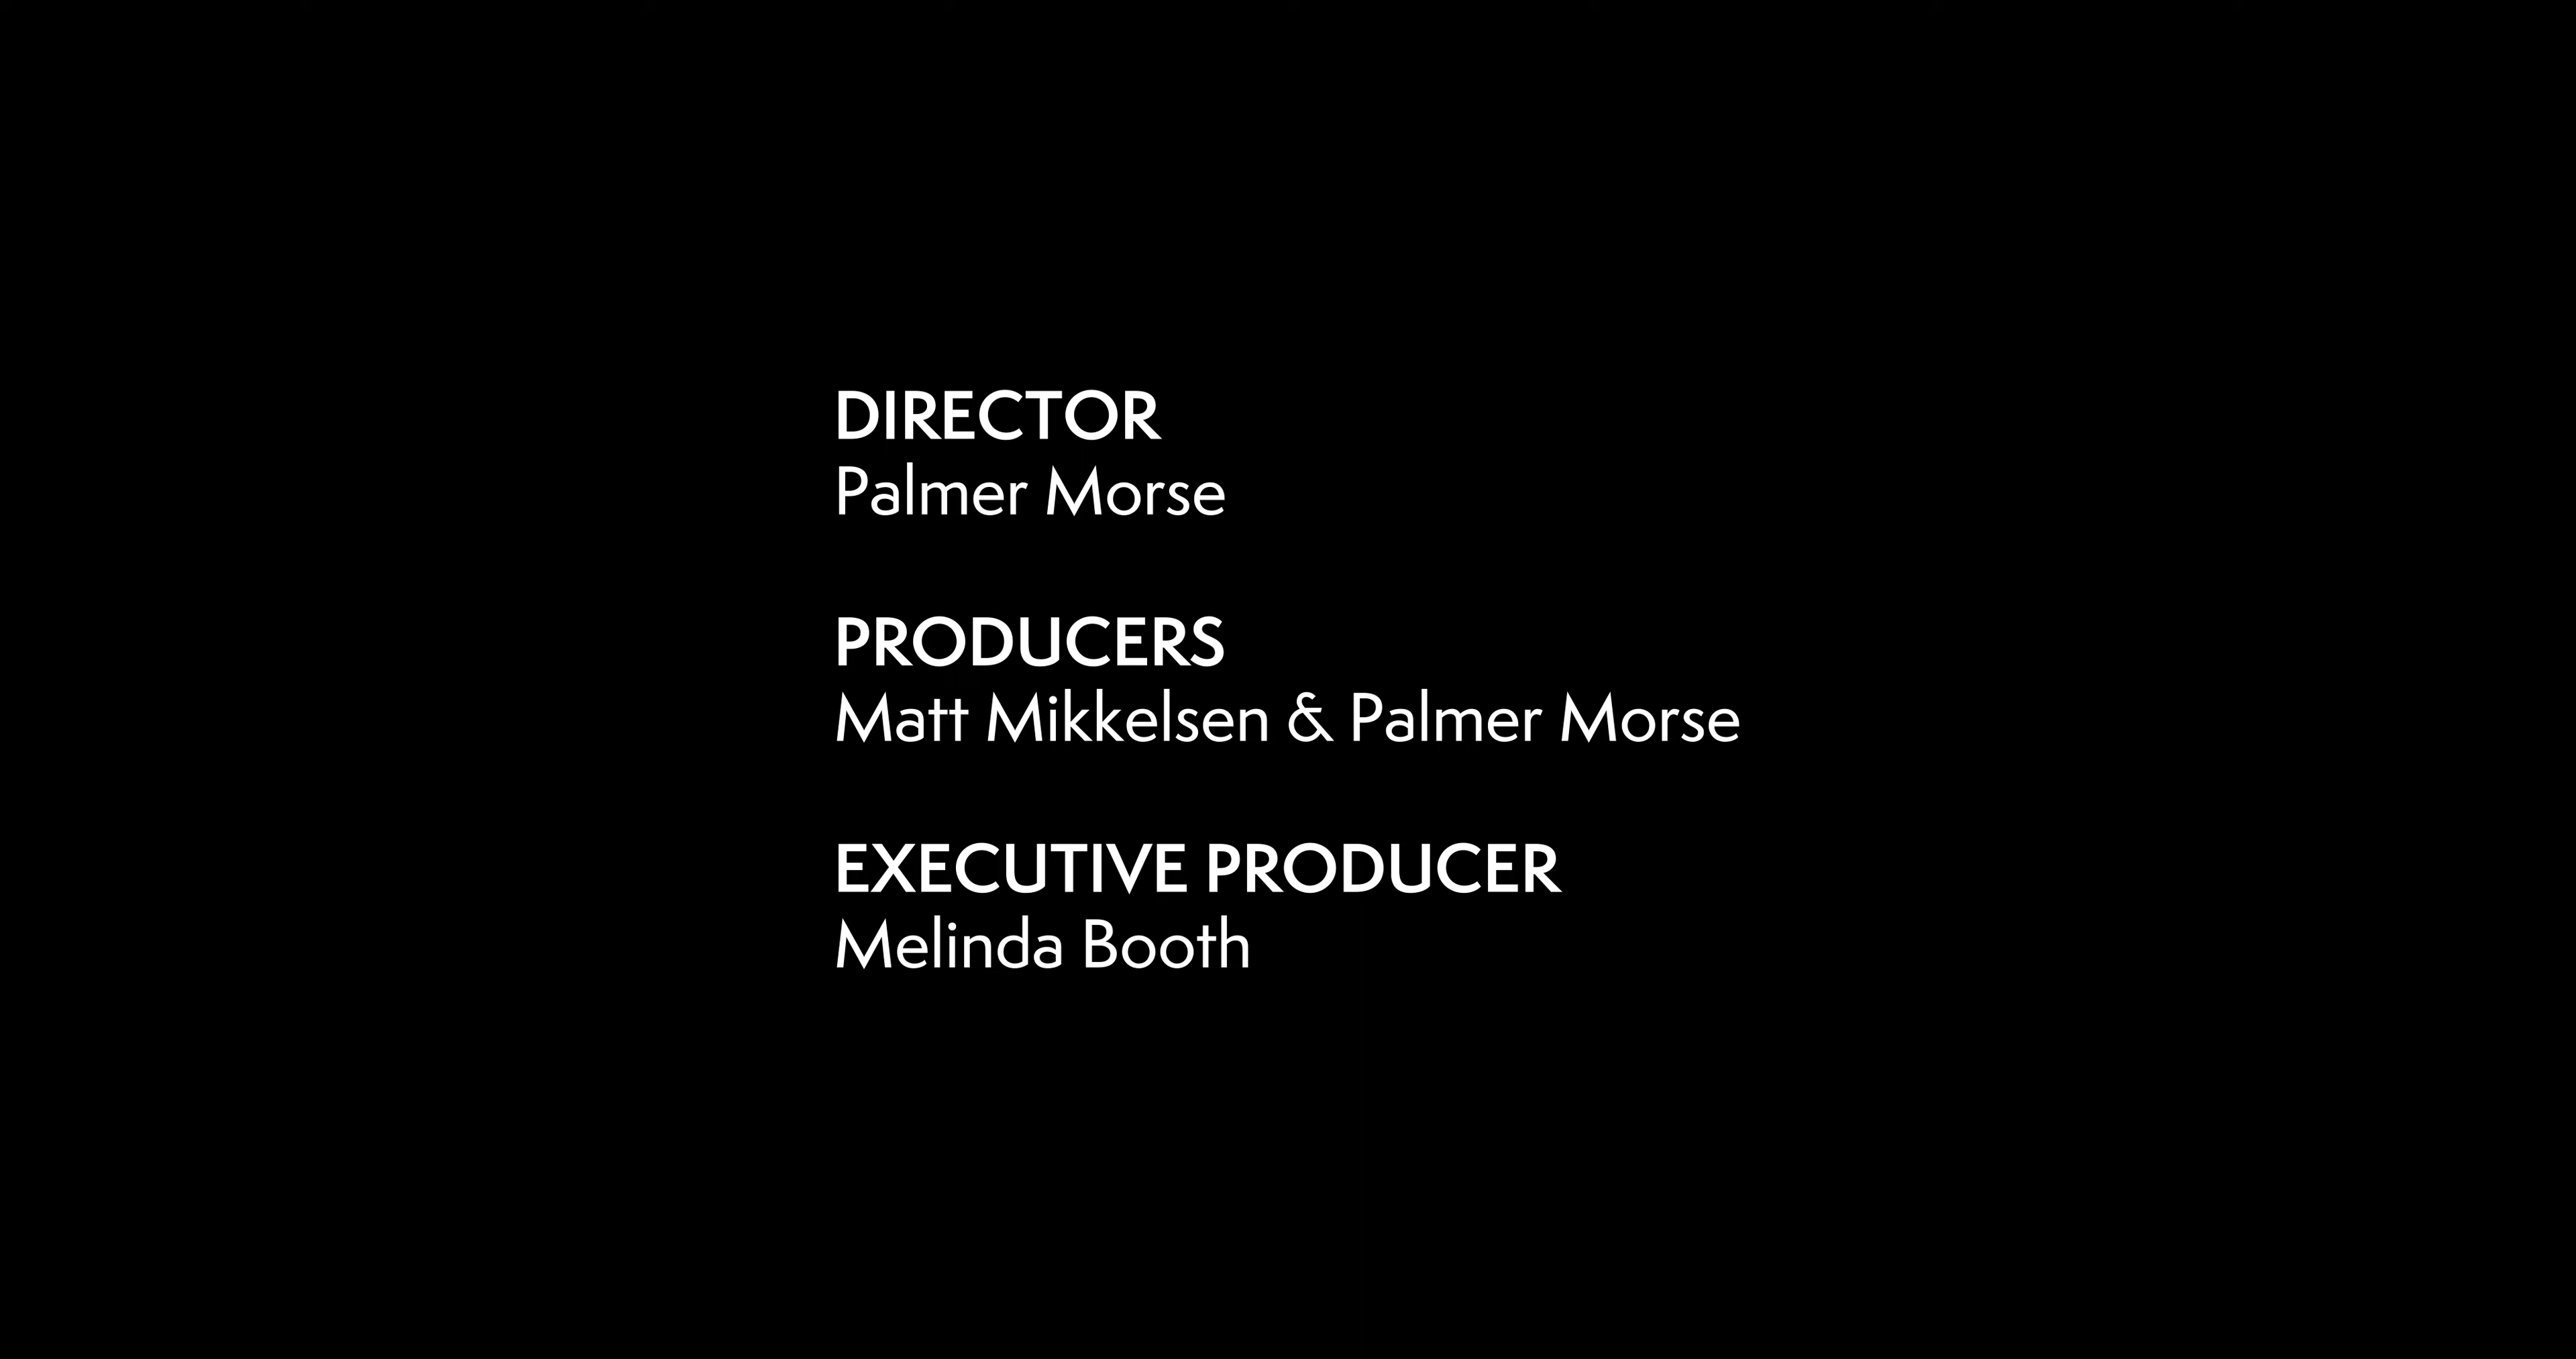 DIRECTOR
Palmer Morse
PRODUCERS
Matt Mikkelsen & Palmer Morse
EXECUTIVE PRODUCER
Melinda Booth